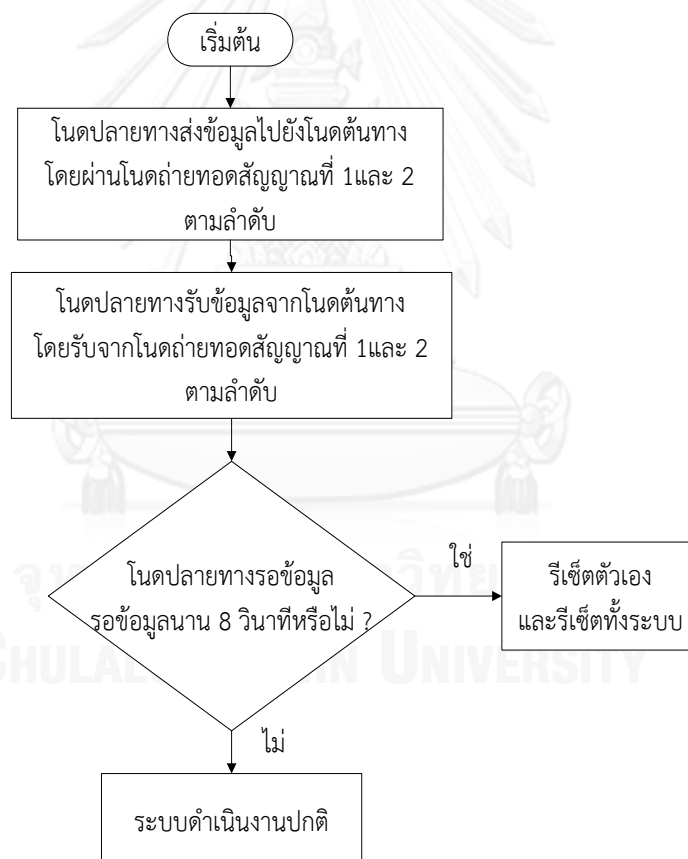 เริ่มต้น
โนดปลายทางส่งข้อมูลไปยังโนดต้นทาง
โดยผ่านโนดถ่ายทอดสัญญาณที่ 1และ 2
ตามลำดับ
โนดปลายทางรับข้อมูลจากโนดต้นทาง
โดยรับจากโนดถ่ายทอดสัญญาณที่ 1และ 2
ตามลำดับ
โนดปลายทางรอข้อมูล
รอข้อมูลนาน 8 วินาทีหรือไม่ ?
ใช่
รีเซ็ตตัวเอง
และรีเซ็ตทั้งระบบ
ไม่
ระบบดำเนินงานปกติ
UNIVERSITY